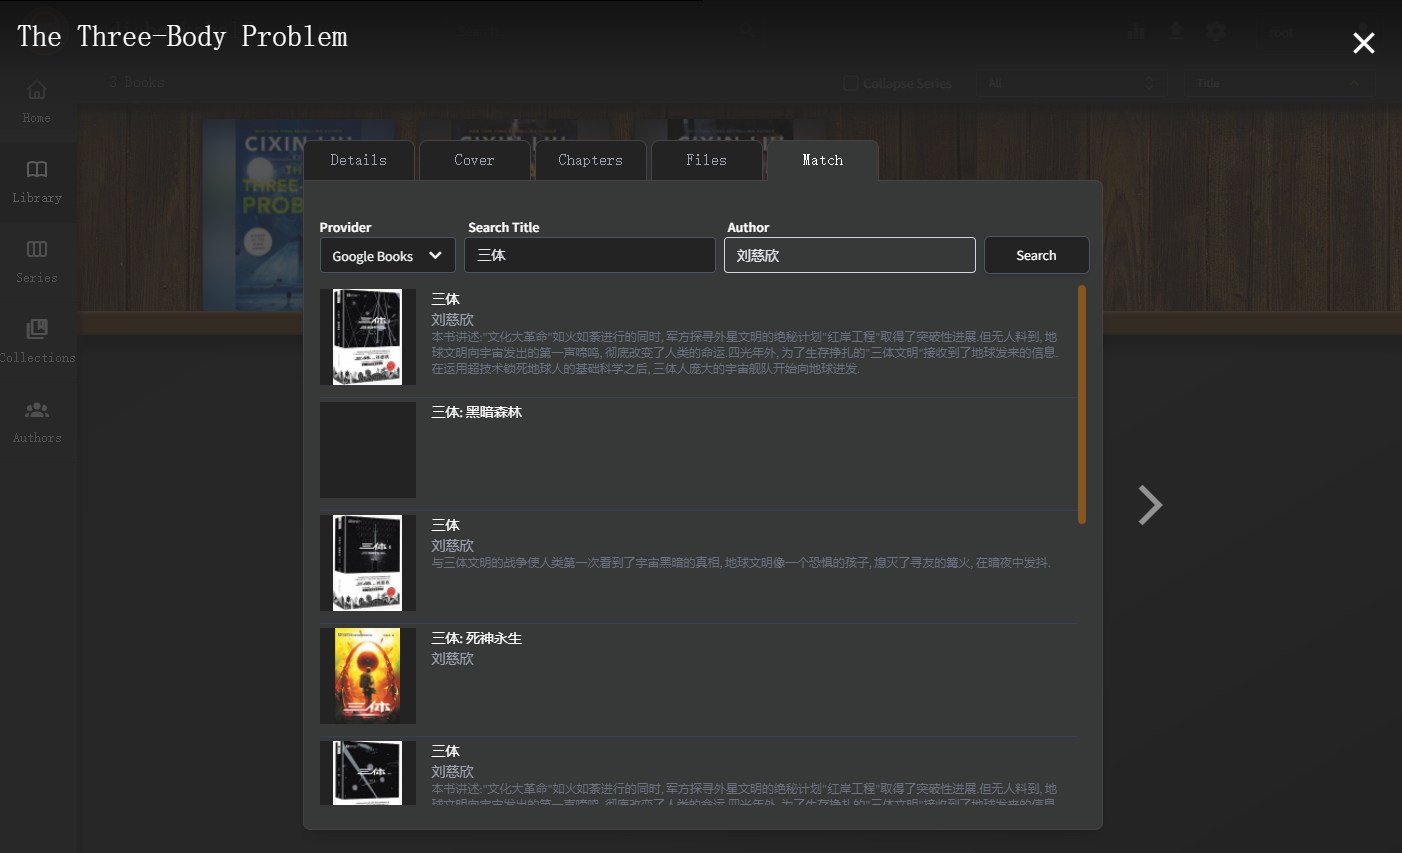 The Three-Body Problem
3 Books
Collapse Series
All
Title
Home
Library
Series
Collections
Authors
CIXIN LIU
Details
Cover
Chapters
Files
Match
Provider
Search Title
Author
Google Books
三体
刘慈欣
Search
三体
刘慈欣
本书讲述:"文化大革命"如火如荼进行的同时, 军方探寻外星文明的绝秘计划"红岸工程"取得了突破性进展.但无人料到, 地
球文明向宇宙发出的第一声啼鸣, 彻底改变了人类的命运.四光年外, 为了生存挣扎的"三体文明"接收到了地球发来的信息.
在运用超技术锁死地球人的基础科学之后, 三体人庞大的宇宙舰队开始向地球进发.
三体: 黑暗森林
三体
刘慈欣
与三体文明的战争使人类第一次看到了宇宙黑暗的真相, 地球文明像一个恐惧的孩子, 熄灭了寻友的篝火, 在暗夜中发抖.
三体: 死神永生
刘慈欣
三体
刘慈欣
本书讲述:"文化大革命"如火如荼进行的同时, 军方探寻外星文明的绝秘计划"红岸工程"取得了突破性进展.但无人料到, 地
球文明向宇宙发出的第一声啼鸣, 彻底改变了人类的命运.四光年外, 为了生存挣扎的"三体文明"接收到了地球发来的信息